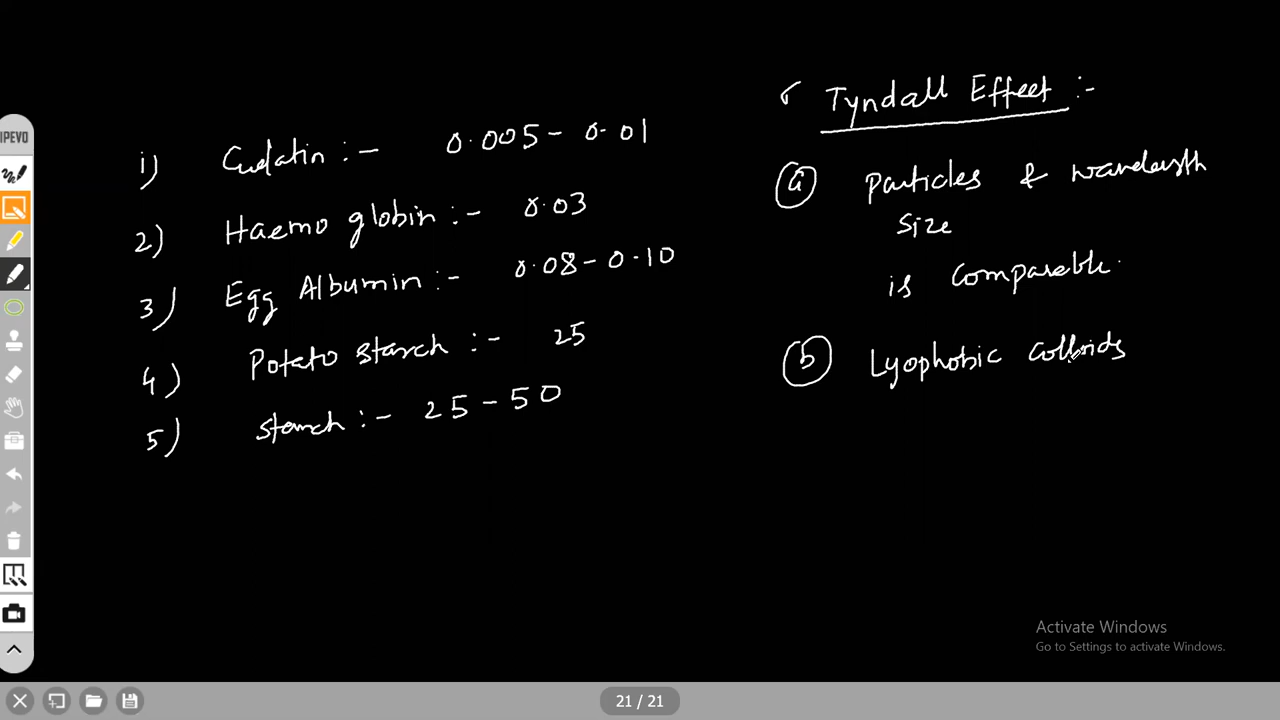 IPEVO
1) Gelatin :- 0.005 - 0.01
2) Haemo globin :- 0.03
3) Egg Albumin :- 0.08 - 0.10
4) Potato starch :- 25
5) starch :- 25 - 50
Tyndall Effect :-
(a) Particles & wavelength
size
is comparable.
(b) Lyophobic colloids
Activate Windows
Go to Settings to activate Windows.
21 / 21